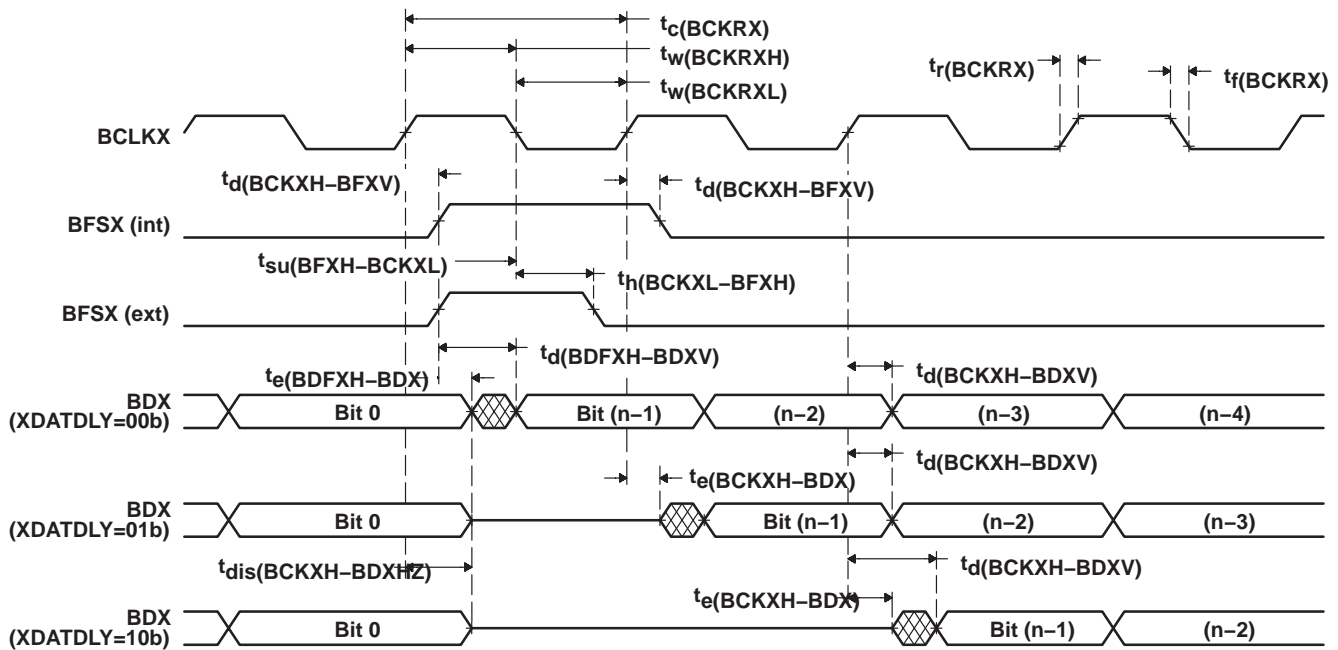 tc(BCKRX)
tw(BCKRXH)
tw(BCKRXL)
tr(BCKRX)
tf(BCKRX)
BCLKX
td(BCKXH–BFXV)
td(BCKXH–BFXV)
BFSX (int)
tsu(BFXH–BCKXL)
th(BCKXL–BFXH)
BFSX (ext)
td(BDFXH–BDXV)
te(BDFXH–BDX)
td(BCKXH–BDXV)
BDX
(XDATDLY=00b)
Bit 0
Bit (n–1)
(n–2)
(n–3)
(n–4)
td(BCKXH–BDXV)
te(BCKXH–BDX)
BDX
(XDATDLY=01b)
Bit 0
Bit (n–1)
(n–2)
(n–3)
tdis(BCKXH–BDXHZ)
td(BCKXH–BDXV)
te(BCKXH–BDX)
BDX
(XDATDLY=10b)
Bit 0
Bit (n–1)
(n–2)